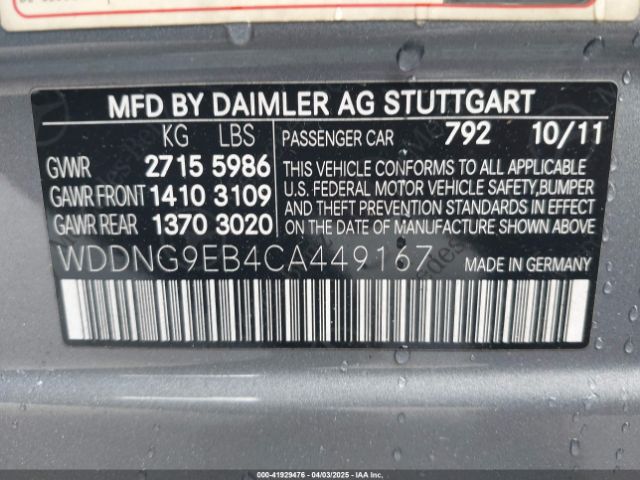 MFD BY DAIMLER AG STUTTGART
KG LBS PASSENGER CAR 792 10/11
GVWR 2715 5986 THIS VEHICLE CONFORMS TO ALL APPLICABLE
U.S. FEDERAL MOTOR VEHICLE SAFETY,BUMPER
GAWR FRONT 1410 3109 AND THEFT PREVENTION STANDARDS IN EFFECT
GAWR REAR 1370 3020 ON THE DATE OF MANUFACTURE SHOWN ABOVE
WDDNG9EB4CA449167 MADE IN GERMANY
000-41929476 - 04/03/2025 - IAAI Inc. (copart)